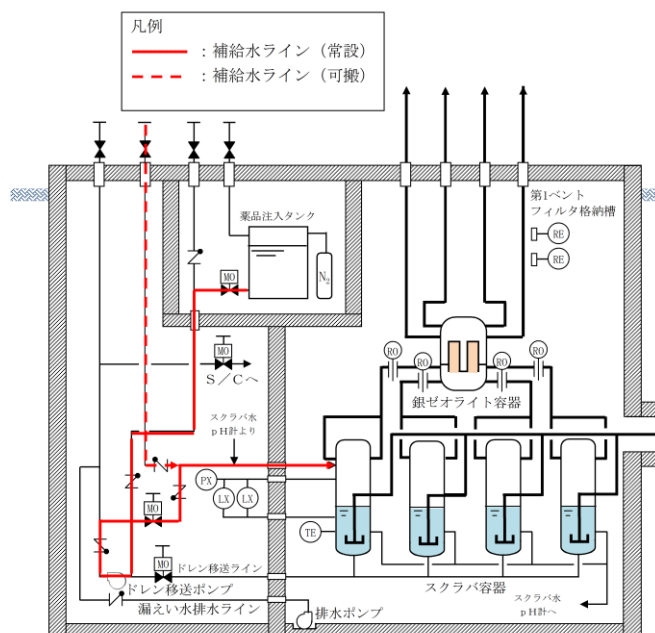 凡例
：補給水ライン（常設）
：補給水ライン（可搬）
第1ベント
フィルタ格納槽
薬品注入タンク
RE
RE
MO
N2
MO
S／Cへ
RO
RO
RO
RO
銀ゼオライト容器
スクラバ水
pH計より
PX
LX
LX
MO
TE
MO
ドレン移送ライン
ドレン移送ポンプ
スクラバ容器
漏えい水排水ライン
排水ポンプ
スクラバ水
pH計へ